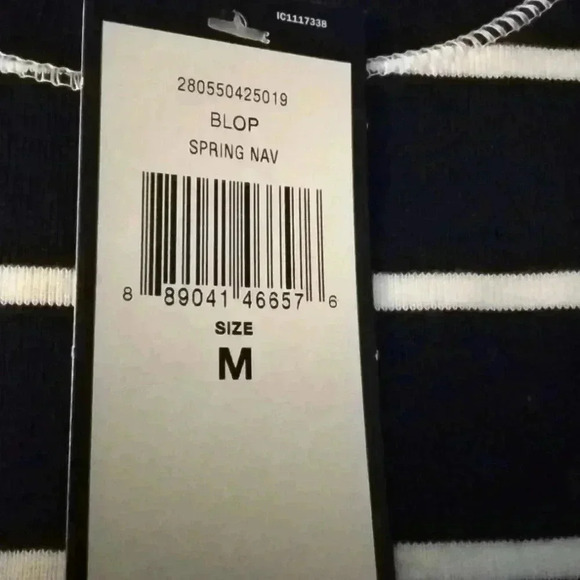 IC1117338
280550425019
BLOP
SPRING NAV
8 89041 46657 6
SIZE
M